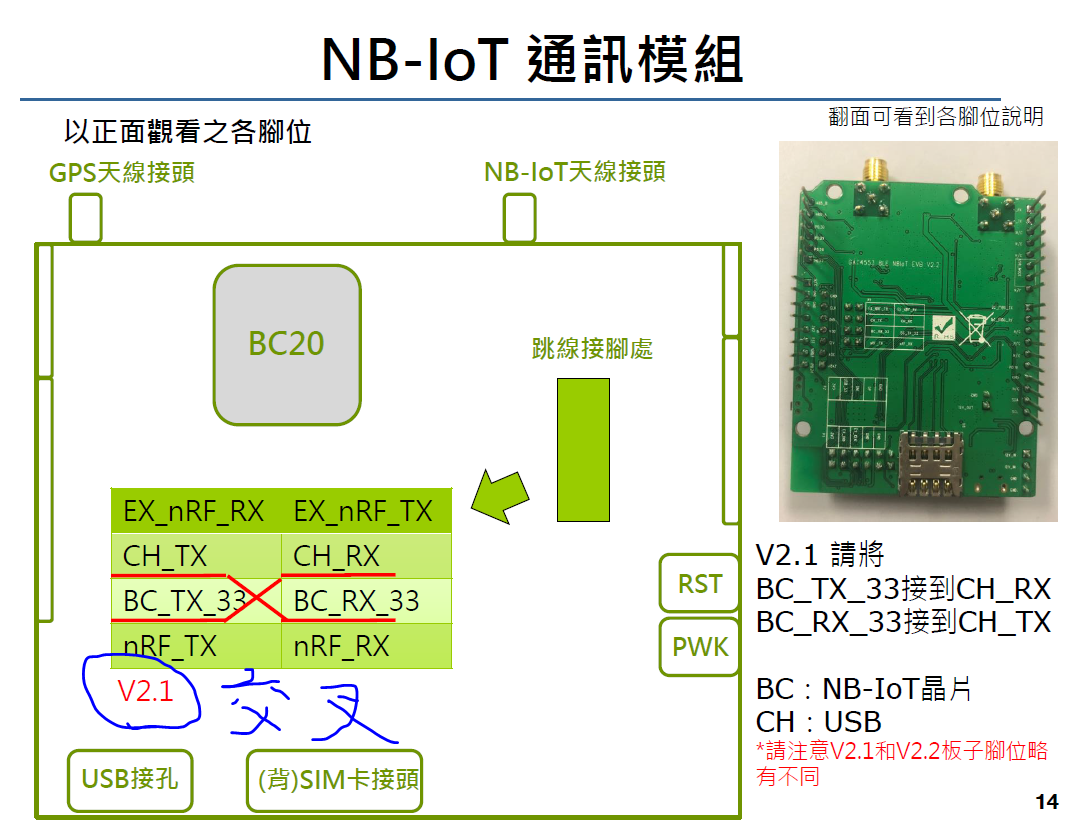 NB-IoT 通訊模組
以正面觀看之各腳位
翻面可看到各腳位說明
GPS天線接頭
NB-IoT天線接頭
BC20
跳線接腳處
EX_nRF_RX EX_nRF_TX
CH_TX CH_RX
BC_TX_33 BC_RX_33
nRF_TX nRF_RX
V2.1
交叉
RST
PWK
USB接孔
(背)SIM卡接頭
V2.1 請將
BC_TX_33接到CH_RX
BC_RX_33接到CH_TX
BC：NB-IoT晶片
CH：USB
*請注意V2.1和V2.2板子腳位略
有不同
14